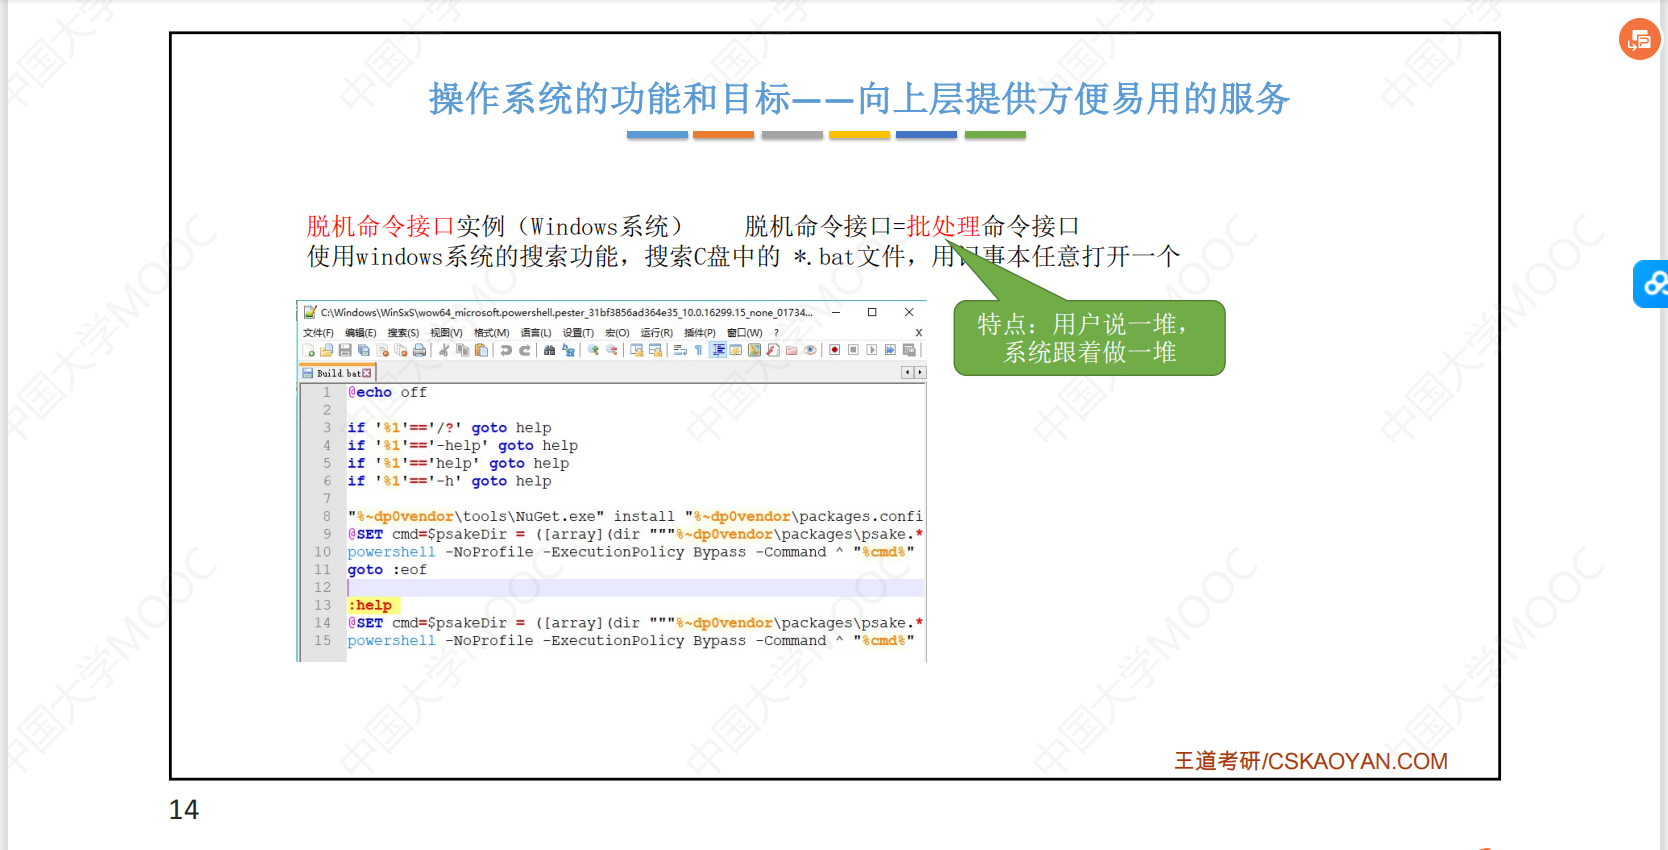 操作系统的功能和目标——向上层提供方便易用的服务
脱机命令接口实例（Windows系统） 脱机命令接口=批处理命令接口
使用windows系统的搜索功能，搜索C盘中的 *.bat文件，用记事本任意打开一个
特点：用户说一堆，
系统跟着做一堆
C:\Windows\WinSxS\wow64_microsoft.powershell.pester_31bf3856ad364e35_10.0.16299.15_none_01734...
文件(F) 编辑(E) 搜索(S) 视图(V) 格式(M) 语言(L) 设置(T) 宏(O) 运行(R) 插件(P) 窗口(W) ? X
Build.bat
1 @echo off
2
3 if '%1'=='/?' goto help
4 if '%1'=='-help' goto help
5 if '%1'=='help' goto help
6 if '%1'=='-h' goto help
7
8 "%~dp0vendor\tools\NuGet.exe" install "%~dp0vendor\packages.confi
9 @SET cmd=$psakeDir = ([array](dir """%~dp0vendor\packages\psake.*
10 powershell -NoProfile -ExecutionPolicy Bypass -Command ^ "%cmd%"
11 goto :eof
12
13 :help
14 @SET cmd=$psakeDir = ([array](dir """%~dp0vendor\packages\psake.*
15 powershell -NoProfile -ExecutionPolicy Bypass -Command ^ "%cmd%"
王道考研/CSKAOYAN.COM
14
中国大学MOOC